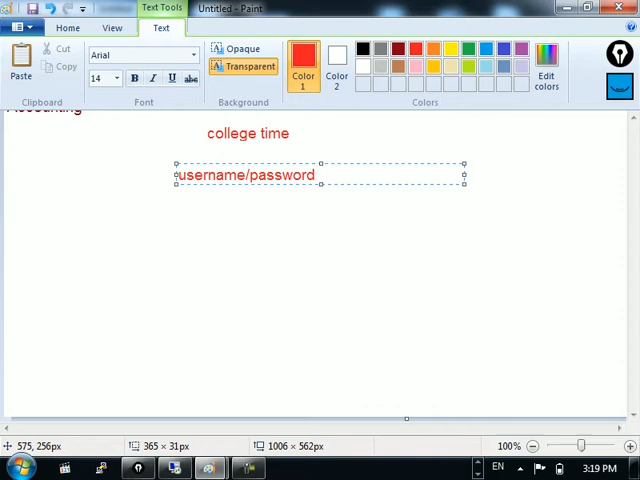 Text Tools
Untitled - Paint
Home
View
Text
Paste
Cut
Copy
Clipboard
Arial
14
B I U abc
Font
Opaque
Transparent
Background
Color 1
Color 2
Edit colors
Colors
Accounting
college time
username/password
575, 256px
365 × 31px
1006 × 562px
100%
EN
3:19 PM